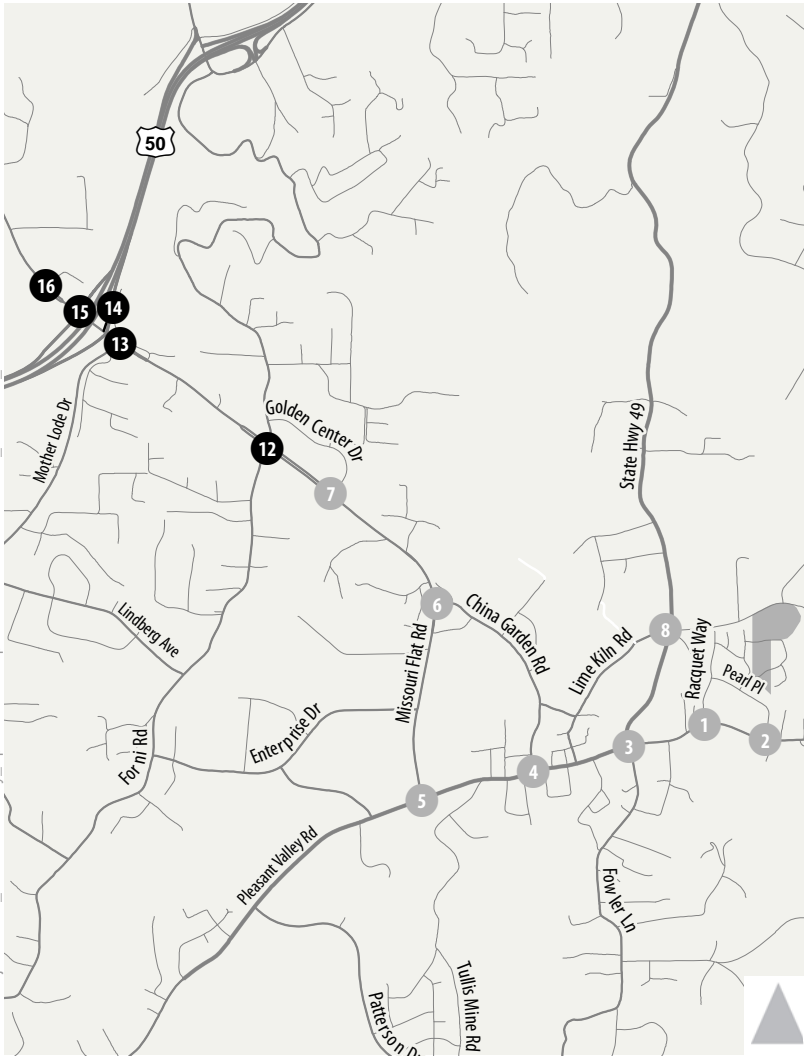 50
16
15
14
13
Mother Lode Dr
Golden Center Dr
12
7
State Hwy 49
6
China Garden Rd
Lindberg Ave
Missouri Flat Rd
Lime Kiln Rd
8
Racquet Way
Pearl Pl
Forni Rd
Enterprise Dr
1
2
3
4
5
Pleasant Valley Rd
Fowler Ln
Tullis Mine Rd
Patterson Dr